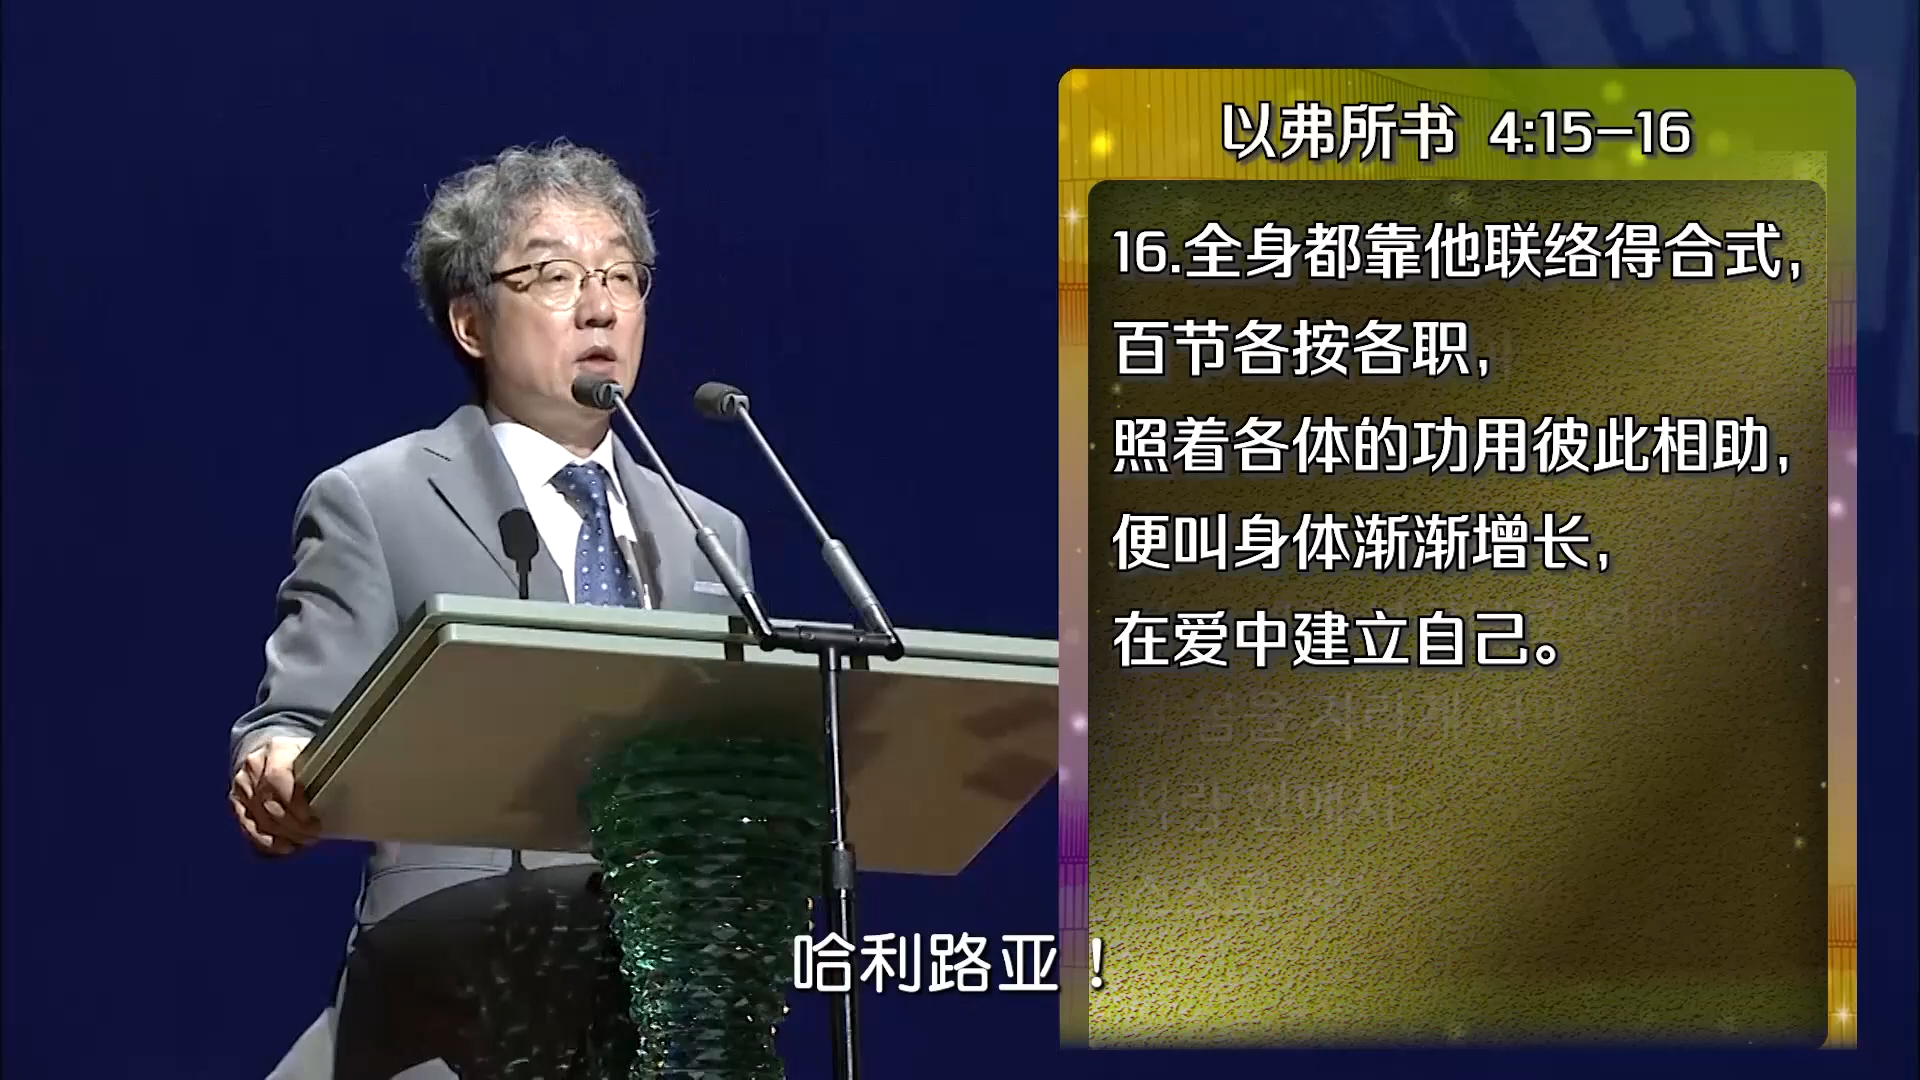 以弗所书 4:15-16
16.全身都靠他联络得合式,
百节各按各职,
照着各体的功用彼此相助,
便叫身体渐渐增长,
在爱中建立自己。
哈利路亚！